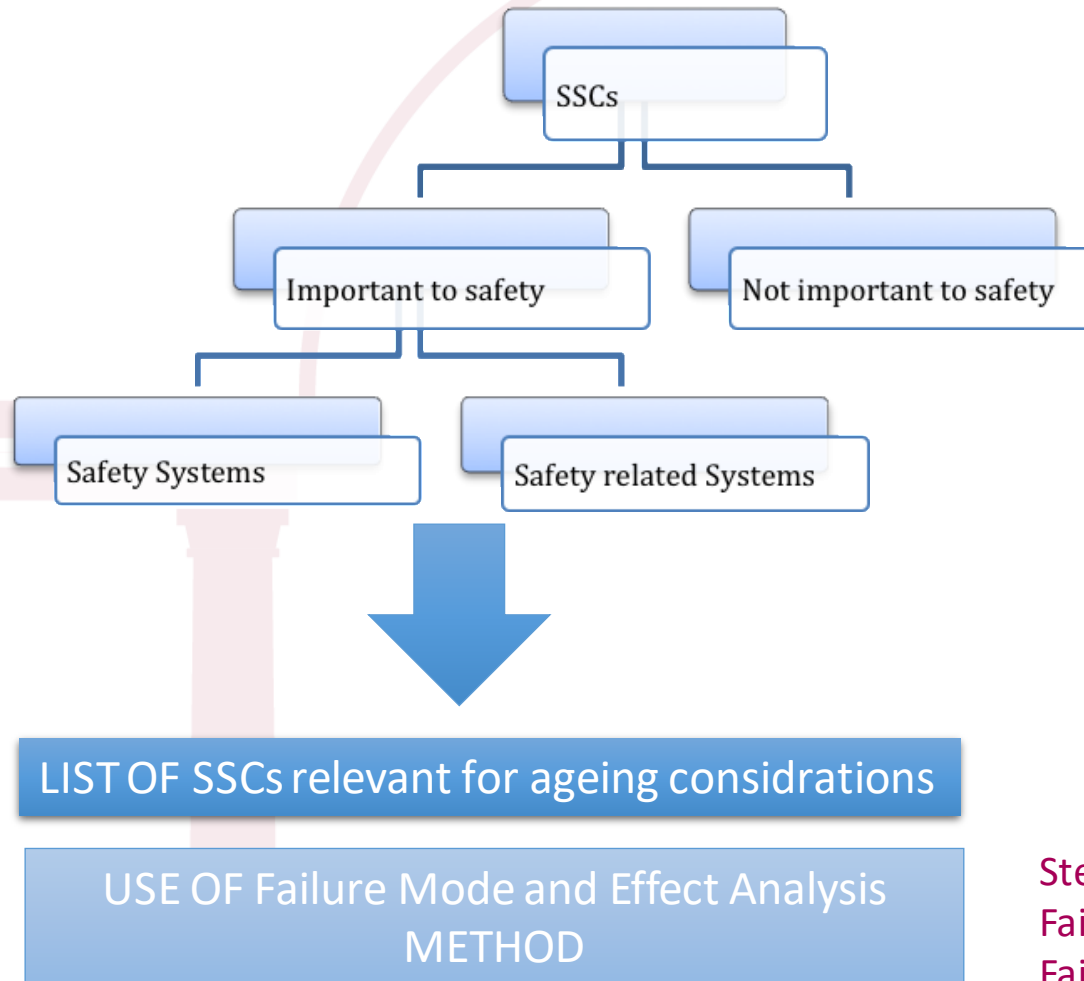 SSCs
Important to safety
Not important to safety
Safety Systems
Safety related Systems
LIST OF SSCs relevant for ageing considrations
USE OF Failure Mode and Effect Analysis
METHOD